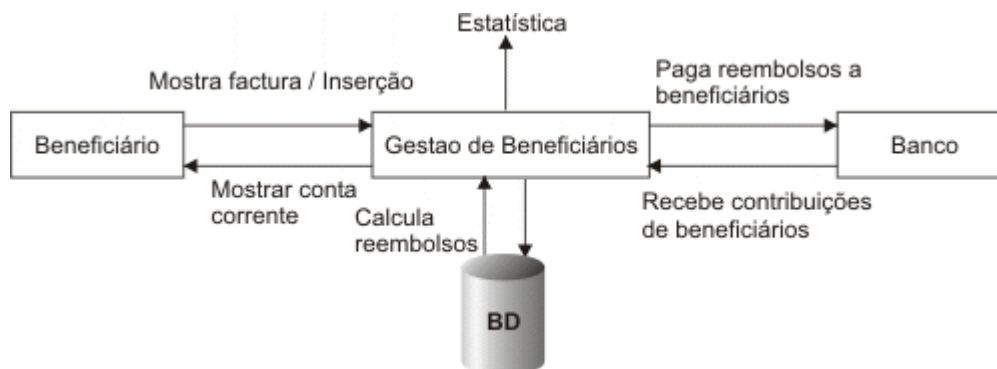 Estatística
Mostra factura / Inserção
Paga reembolsos a
beneficiários
Beneficiário
Gestao de Beneficiários
Banco
Mostrar conta
corrente
Calcula
reembolsos
Recebe contribuições
de beneficiários
BD